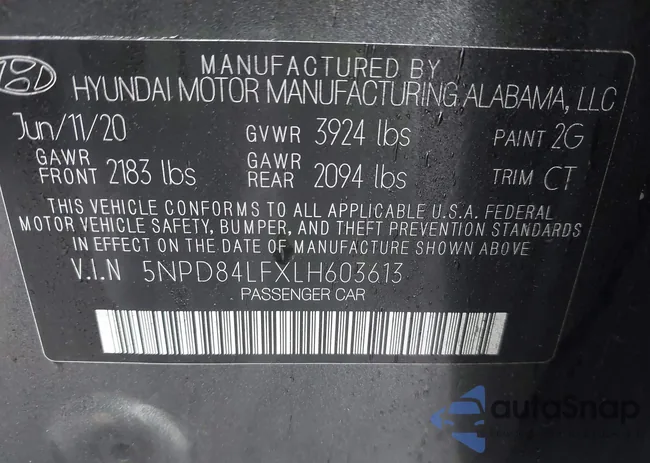 MANUFACTURED BY
HYUNDAI MOTOR MANUFACTURING ALABAMA, LLC
Jun/11/20 GVWR 3924 lbs PAINT 2G
GAWR FRONT 2183 lbs GAWR REAR 2094 lbs TRIM CT
THIS VEHICLE CONFORMS TO ALL APPLICABLE U.S.A. FEDERAL
MOTOR VEHICLE SAFETY, BUMPER, AND THEFT PREVENTION STANDARDS
IN EFFECT ON THE DATE OF MANUFACTURE SHOWN ABOVE
V.I.N 5NPD84LFXLH603613
PASSENGER CAR
autoSnap